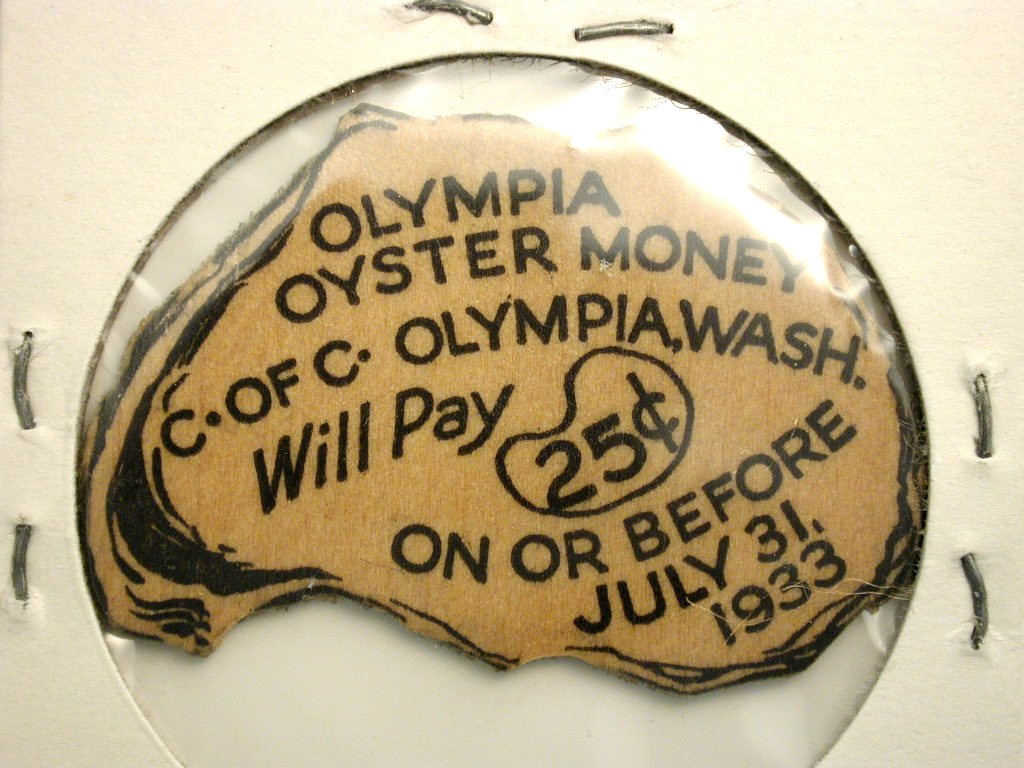 OLYMPIA
OYSTER MONEY
C. OF C. OLYMPIA, WASH.
Will Pay 25¢
ON OR BEFORE
JULY 31,
1933